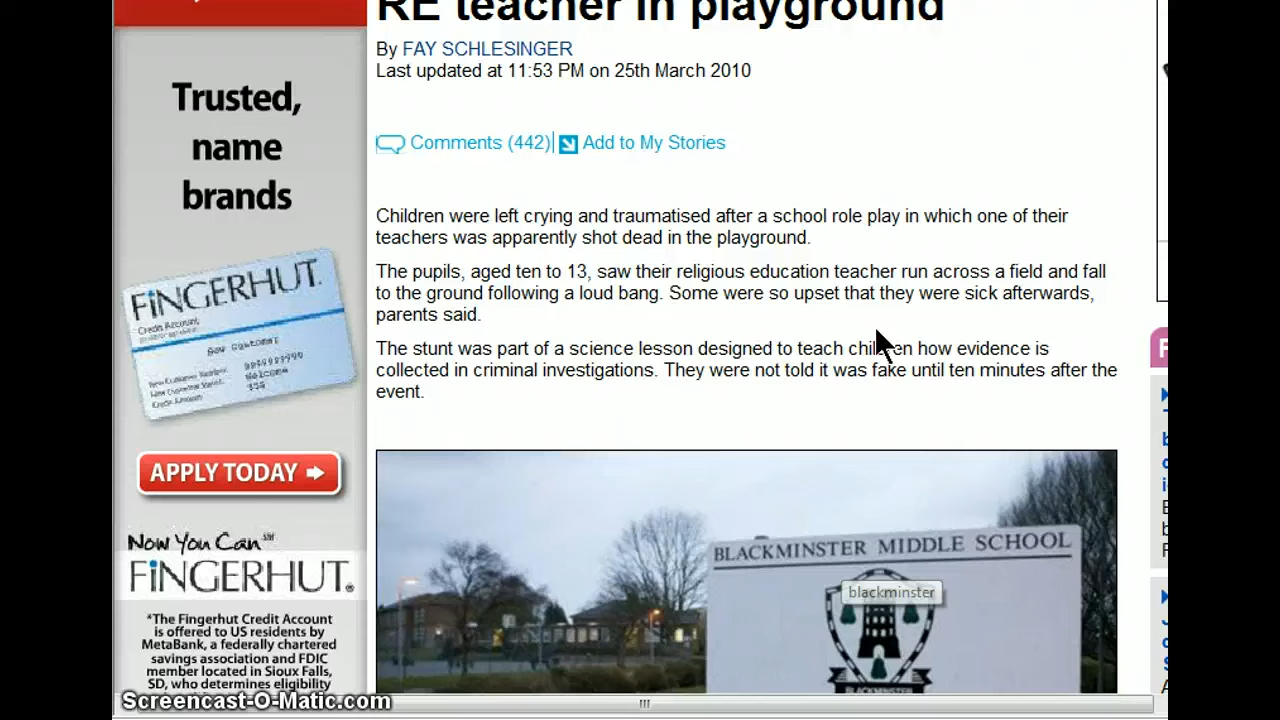 RE teacher in playground
By FAY SCHLESINGER
Last updated at 11:53 PM on 25th March 2010
Comments (442)| Add to My Stories
Children were left crying and traumatised after a school role play in which one of their
teachers was apparently shot dead in the playground.
The pupils, aged ten to 13, saw their religious education teacher run across a field and fall
to the ground following a loud bang. Some were so upset that they were sick afterwards,
parents said.
The stunt was part of a science lesson designed to teach children how evidence is
collected in criminal investigations. They were not told it was fake until ten minutes after the
event.
BLACKMINSTER MIDDLE SCHOOL
blackminster
BLACKMINSTER
Trusted,
name
brands
FINGERHUT.
Credit Account
APPLY TODAY
Now You Can℠
FINGERHUT®
*The Fingerhut Credit Account
is offered to US residents by
MetaBank, a federally chartered
savings association and FDIC
member located in Sioux Falls,
SD, who determines eligibility
Screencast-O-Matic.com